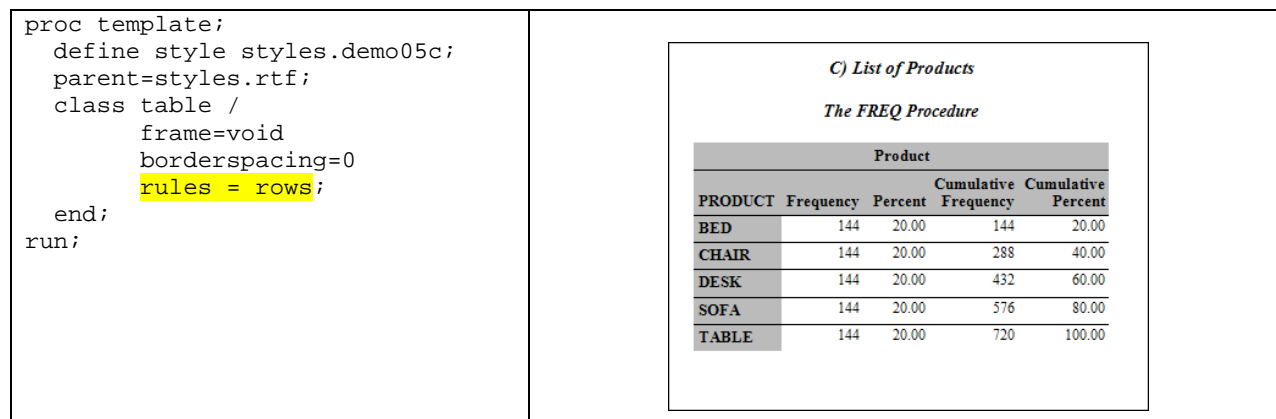 proc template;
define style styles.demo05c;
parent=styles.rtf;
class table /
frame=void
borderspacing=0
rules = rows;
end;
run;
C) List of Products
The FREQ Procedure
Product
PRODUCT Frequency Percent Cumulative Frequency Cumulative Percent
BED 144 20.00 144 20.00
CHAIR 144 20.00 288 40.00
DESK 144 20.00 432 60.00
SOFA 144 20.00 576 80.00
TABLE 144 20.00 720 100.00